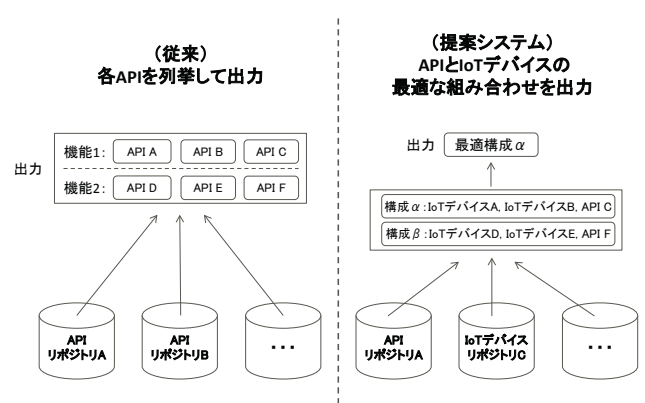 （従来）
各APIを列挙して出力
出力
機能1: API A API B API C
機能2: API D API E API F
API
リポジトリA
API
リポジトリB
･･･
（提案システム）
APIとIoTデバイスの
最適な組み合わせを出力
出力 最適構成α
構成α:IoTデバイスA, IoTデバイスB, API C
構成β:IoTデバイスD, IoTデバイスE, API F
API
リポジトリA
IoTデバイス
リポジトリC
･･･